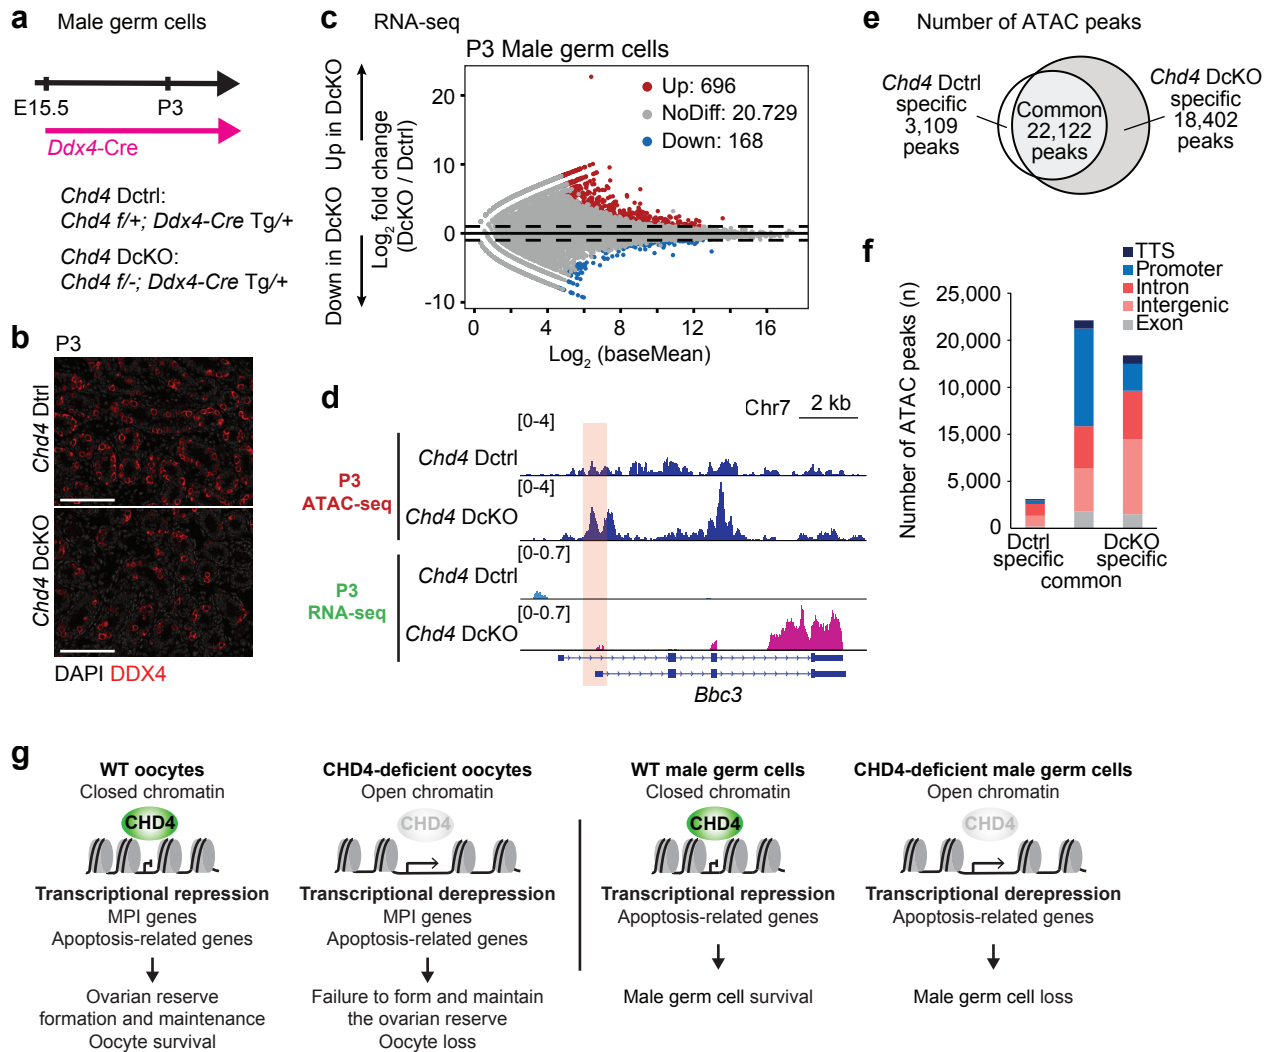 a Male germ cells
E15.5 P3
Ddx4-Cre
Chd4 Dctrl:
Chd4 f/+; Ddx4-Cre Tg/+
Chd4 DcKO:
Chd4 f/-; Ddx4-Cre Tg/+
b P3
Chd4 Dtrl
Chd4 DcKO
DAPI DDX4
c RNA-seq
P3 Male germ cells
Up in DcKO
Down in DcKO
Log2 fold change
(DcKO / Dctrl)
20
10
0
-10
Up: 696
NoDiff: 20.729
Down: 168
0 4 8 12 16
Log2 (baseMean)
d
Chr7 2 kb
P3
ATAC-seq
[0-4]
Chd4 Dctrl
[0-4]
Chd4 DcKO
P3
RNA-seq
[0-0.7]
Chd4 Dctrl
[0-0.7]
Chd4 DcKO
Bbc3
e Number of ATAC peaks
Chd4 Dctrl
specific
3,109
peaks
Common
22,122
peaks
Chd4 DcKO
specific
18,402
peaks
f
TTS
Promoter
Intron
Intergenic
Exon
Number of ATAC peaks (n)
25,000
20,000
10,000
15,000
5,000
0
Dctrl
specific
common
DcKO
specific
g
WT oocytes
Closed chromatin
CHD4
Transcriptional repression
MPI genes
Apoptosis-related genes
Ovarian reserve
formation and maintenance
Oocyte survival
CHD4-deficient oocytes
Open chromatin
CHD4
Transcriptional derepression
MPI genes
Apoptosis-related genes
Failure to form and maintain
the ovarian reserve
Oocyte loss
WT male germ cells
Closed chromatin
CHD4
Transcriptional repression
Apoptosis-related genes
Male germ cell survival
CHD4-deficient male germ cells
Open chromatin
CHD4
Transcriptional derepression
Apoptosis-related genes
Male germ cell loss